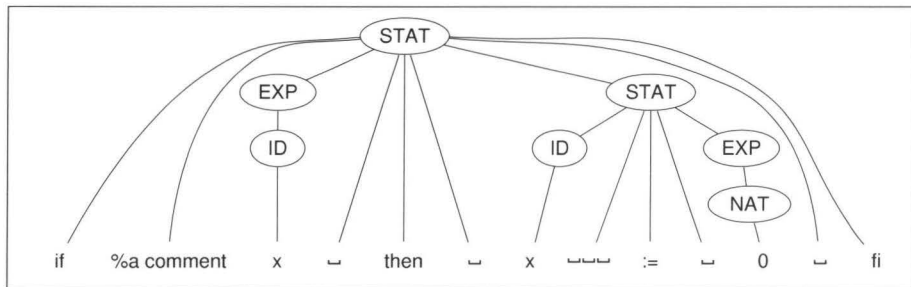 STAT
EXP STAT
ID ID EXP
NAT
if %a comment x ␣ then ␣ x ␣␣␣ := ␣ 0 ␣ fi